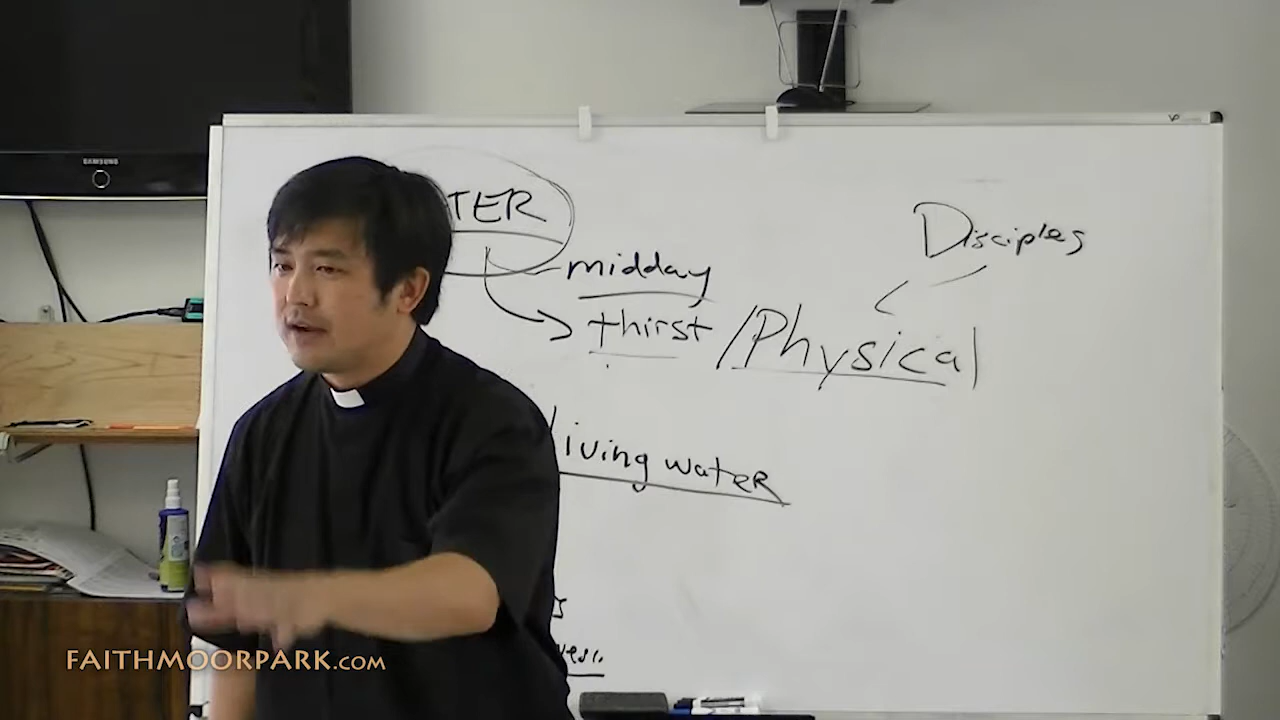 SAMSUNG
TER
midday
thirst /Physical
Disciples
living water
FAITHMOORPARK.COM